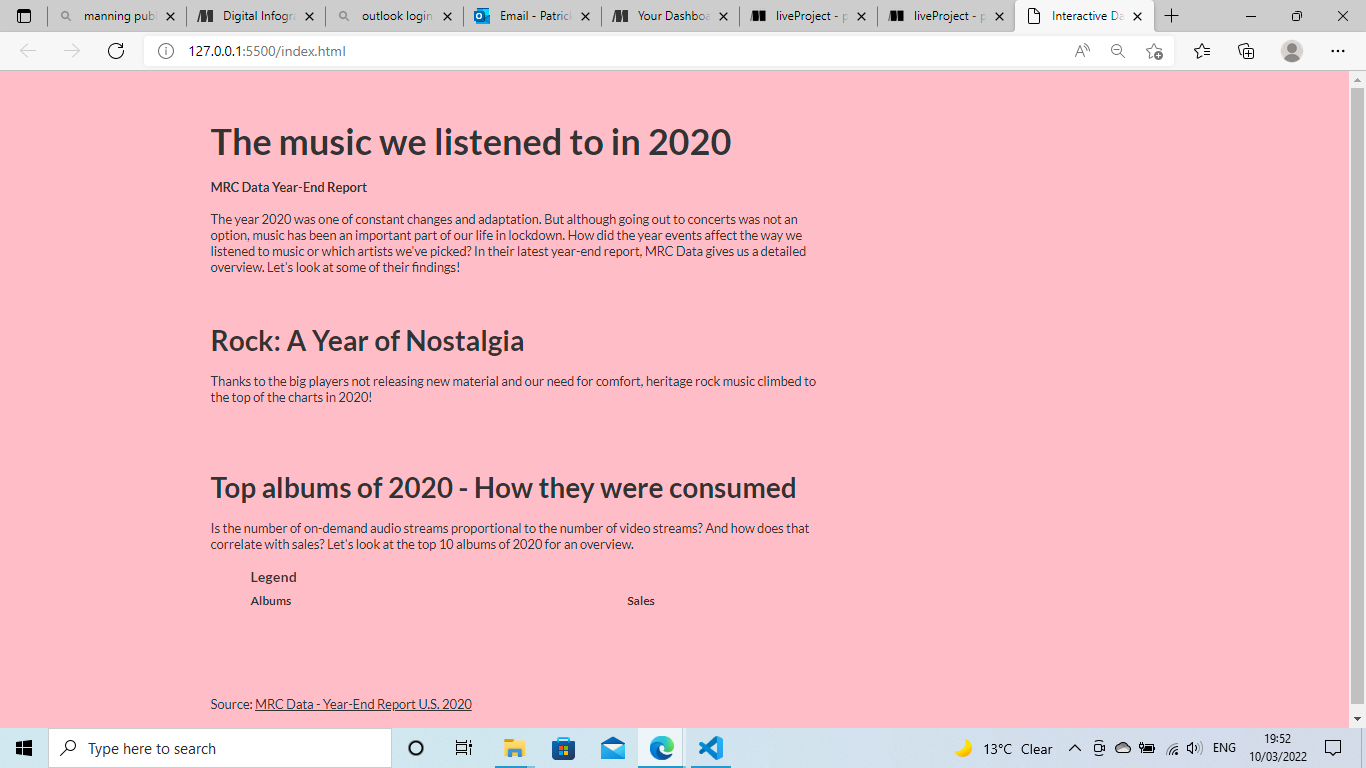 manning publ
Digital Infogra
outlook login
Email - Patrick
Your Dashboa
liveProject - p
liveProject - p
Interactive Da
127.0.0.1:5500/index.html
The music we listened to in 2020
MRC Data Year-End Report
The year 2020 was one of constant changes and adaptation. But although going out to concerts was not an
option, music has been an important part of our life in lockdown. How did the year events affect the way we
listened to music or which artists we've picked? In their latest year-end report, MRC Data gives us a detailed
overview. Let's look at some of their findings!
Rock: A Year of Nostalgia
Thanks to the big players not releasing new material and our need for comfort, heritage rock music climbed to
the top of the charts in 2020!
Top albums of 2020 - How they were consumed
Is the number of on-demand audio streams proportional to the number of video streams? And how does that
correlate with sales? Let's look at the top 10 albums of 2020 for an overview.
Legend
Albums Sales
Source: MRC Data - Year-End Report U.S. 2020
Type here to search
13°C Clear
ENG
19:52
10/03/2022